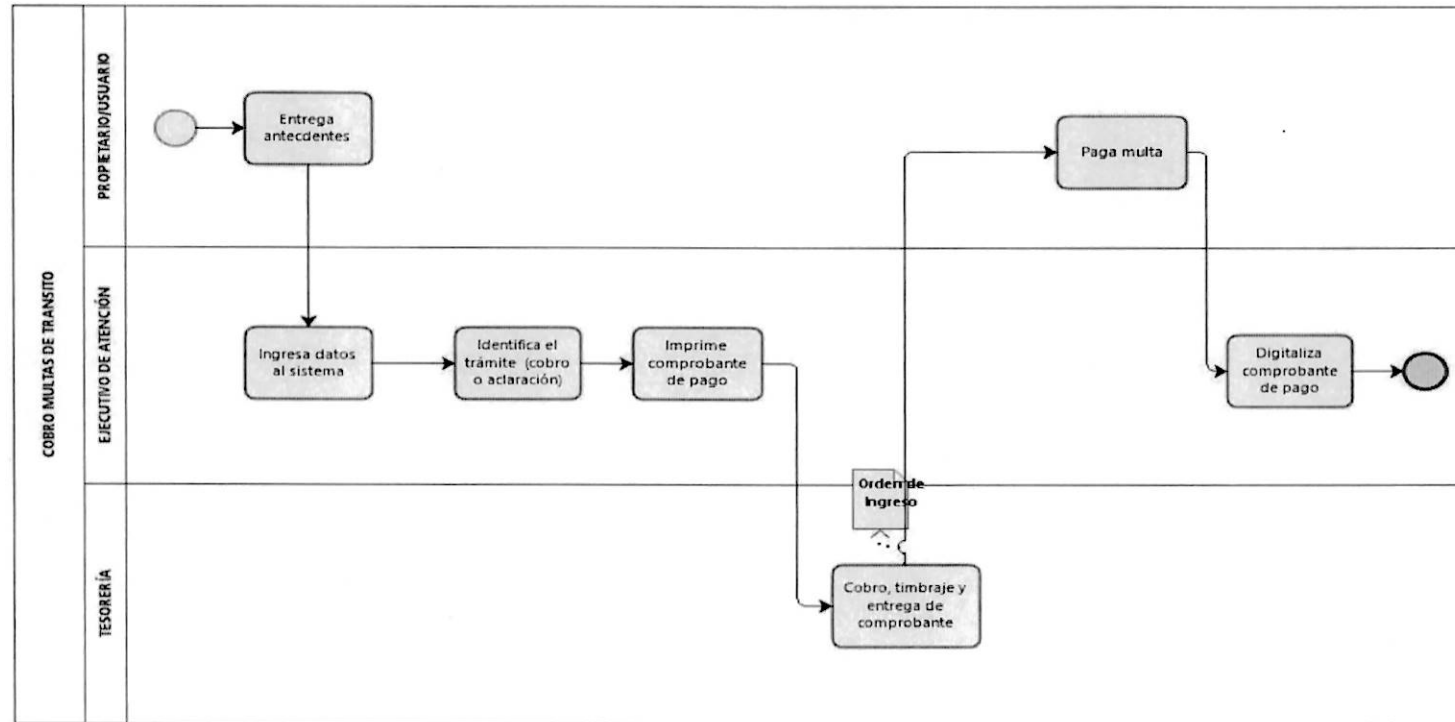 COBRO MULTAS DE TRANSITO
PROPIETARIO/USUARIO
Entrega
antecdentes
Paga multa
EJECUTIVO DE ATENCIÓN
Ingresa datos
al sistema
Identifica el
trámite (cobro
o aclaración)
Imprime
comprobante
de pago
Digitaliza
comprobante
de pago
TESORERÍA
Orden de
Ingreso
Cobro, timbraje y
entrega de
comprobante